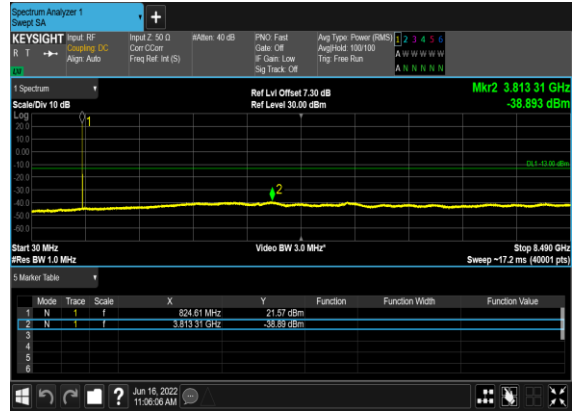 Spectrum Analyzer 1
Swept SA
+
KEYSIGHT Input: RF Input Z: 50 Ω #Atten: 40 dB PNO: Fast Avg Type: Power (RMS) 1 2 3 4 5 6
R T Coupling: DC Corr CCorr Gate: Off Avg|Hold: 100/100 A W W W W W
Align: Auto Freq Ref: Int (S) IF Gain: Low Trig: Free Run
Sig Track: Off A N N N N N
1 Spectrum Ref Lvl Offset 7.30 dB Mkr2 3.813 31 GHz
Scale/Div 10 dB Ref Level 30.00 dBm -38.893 dBm
Log
1
20.0
10.0
0.00
-10.0
DL1 -13.00 dBm
-20.0
-30.0
2
-40.0
-50.0
-60.0
Start 30 MHz Video BW 3.0 MHz* Stop 8.490 GHz
#Res BW 1.0 MHz Sweep ~17.2 ms (40001 pts)
5 Marker Table
Mode Trace Scale X Y Function Function Width Function Value
1 N 1 f 824.61 MHz 21.57 dBm
2 N 1 f 3.813 31 GHz -38.89 dBm
3
4
5
6
? Jun 16, 2022
11:06:06 AM